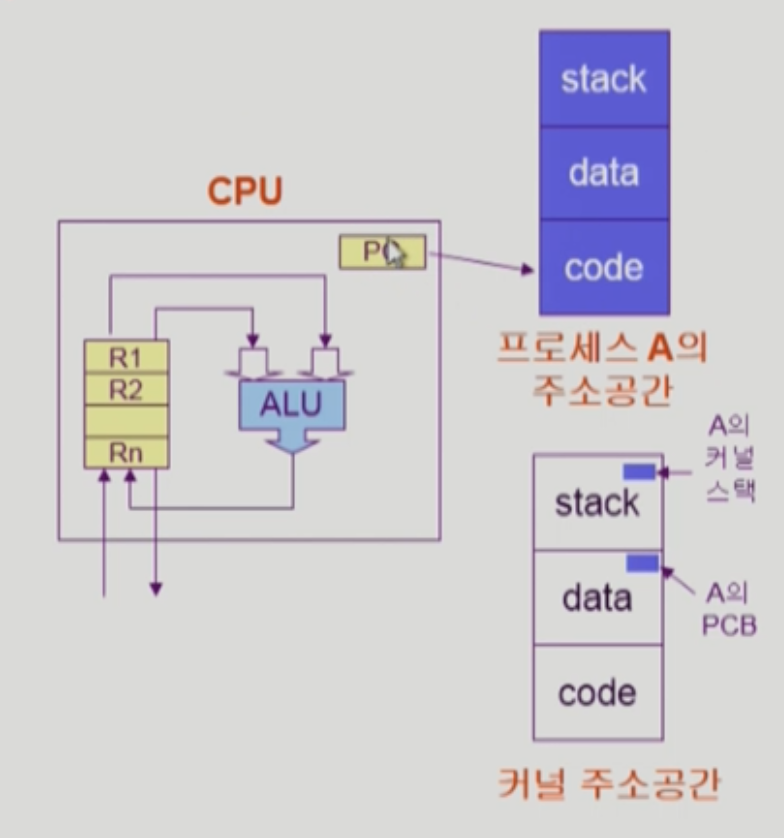 CPU
R1
R2
Rn
ALU
stack
data
code
프로세스 A의
주소공간
stack
data
code
A의
커널
스택
A의
PCB
커널 주소공간